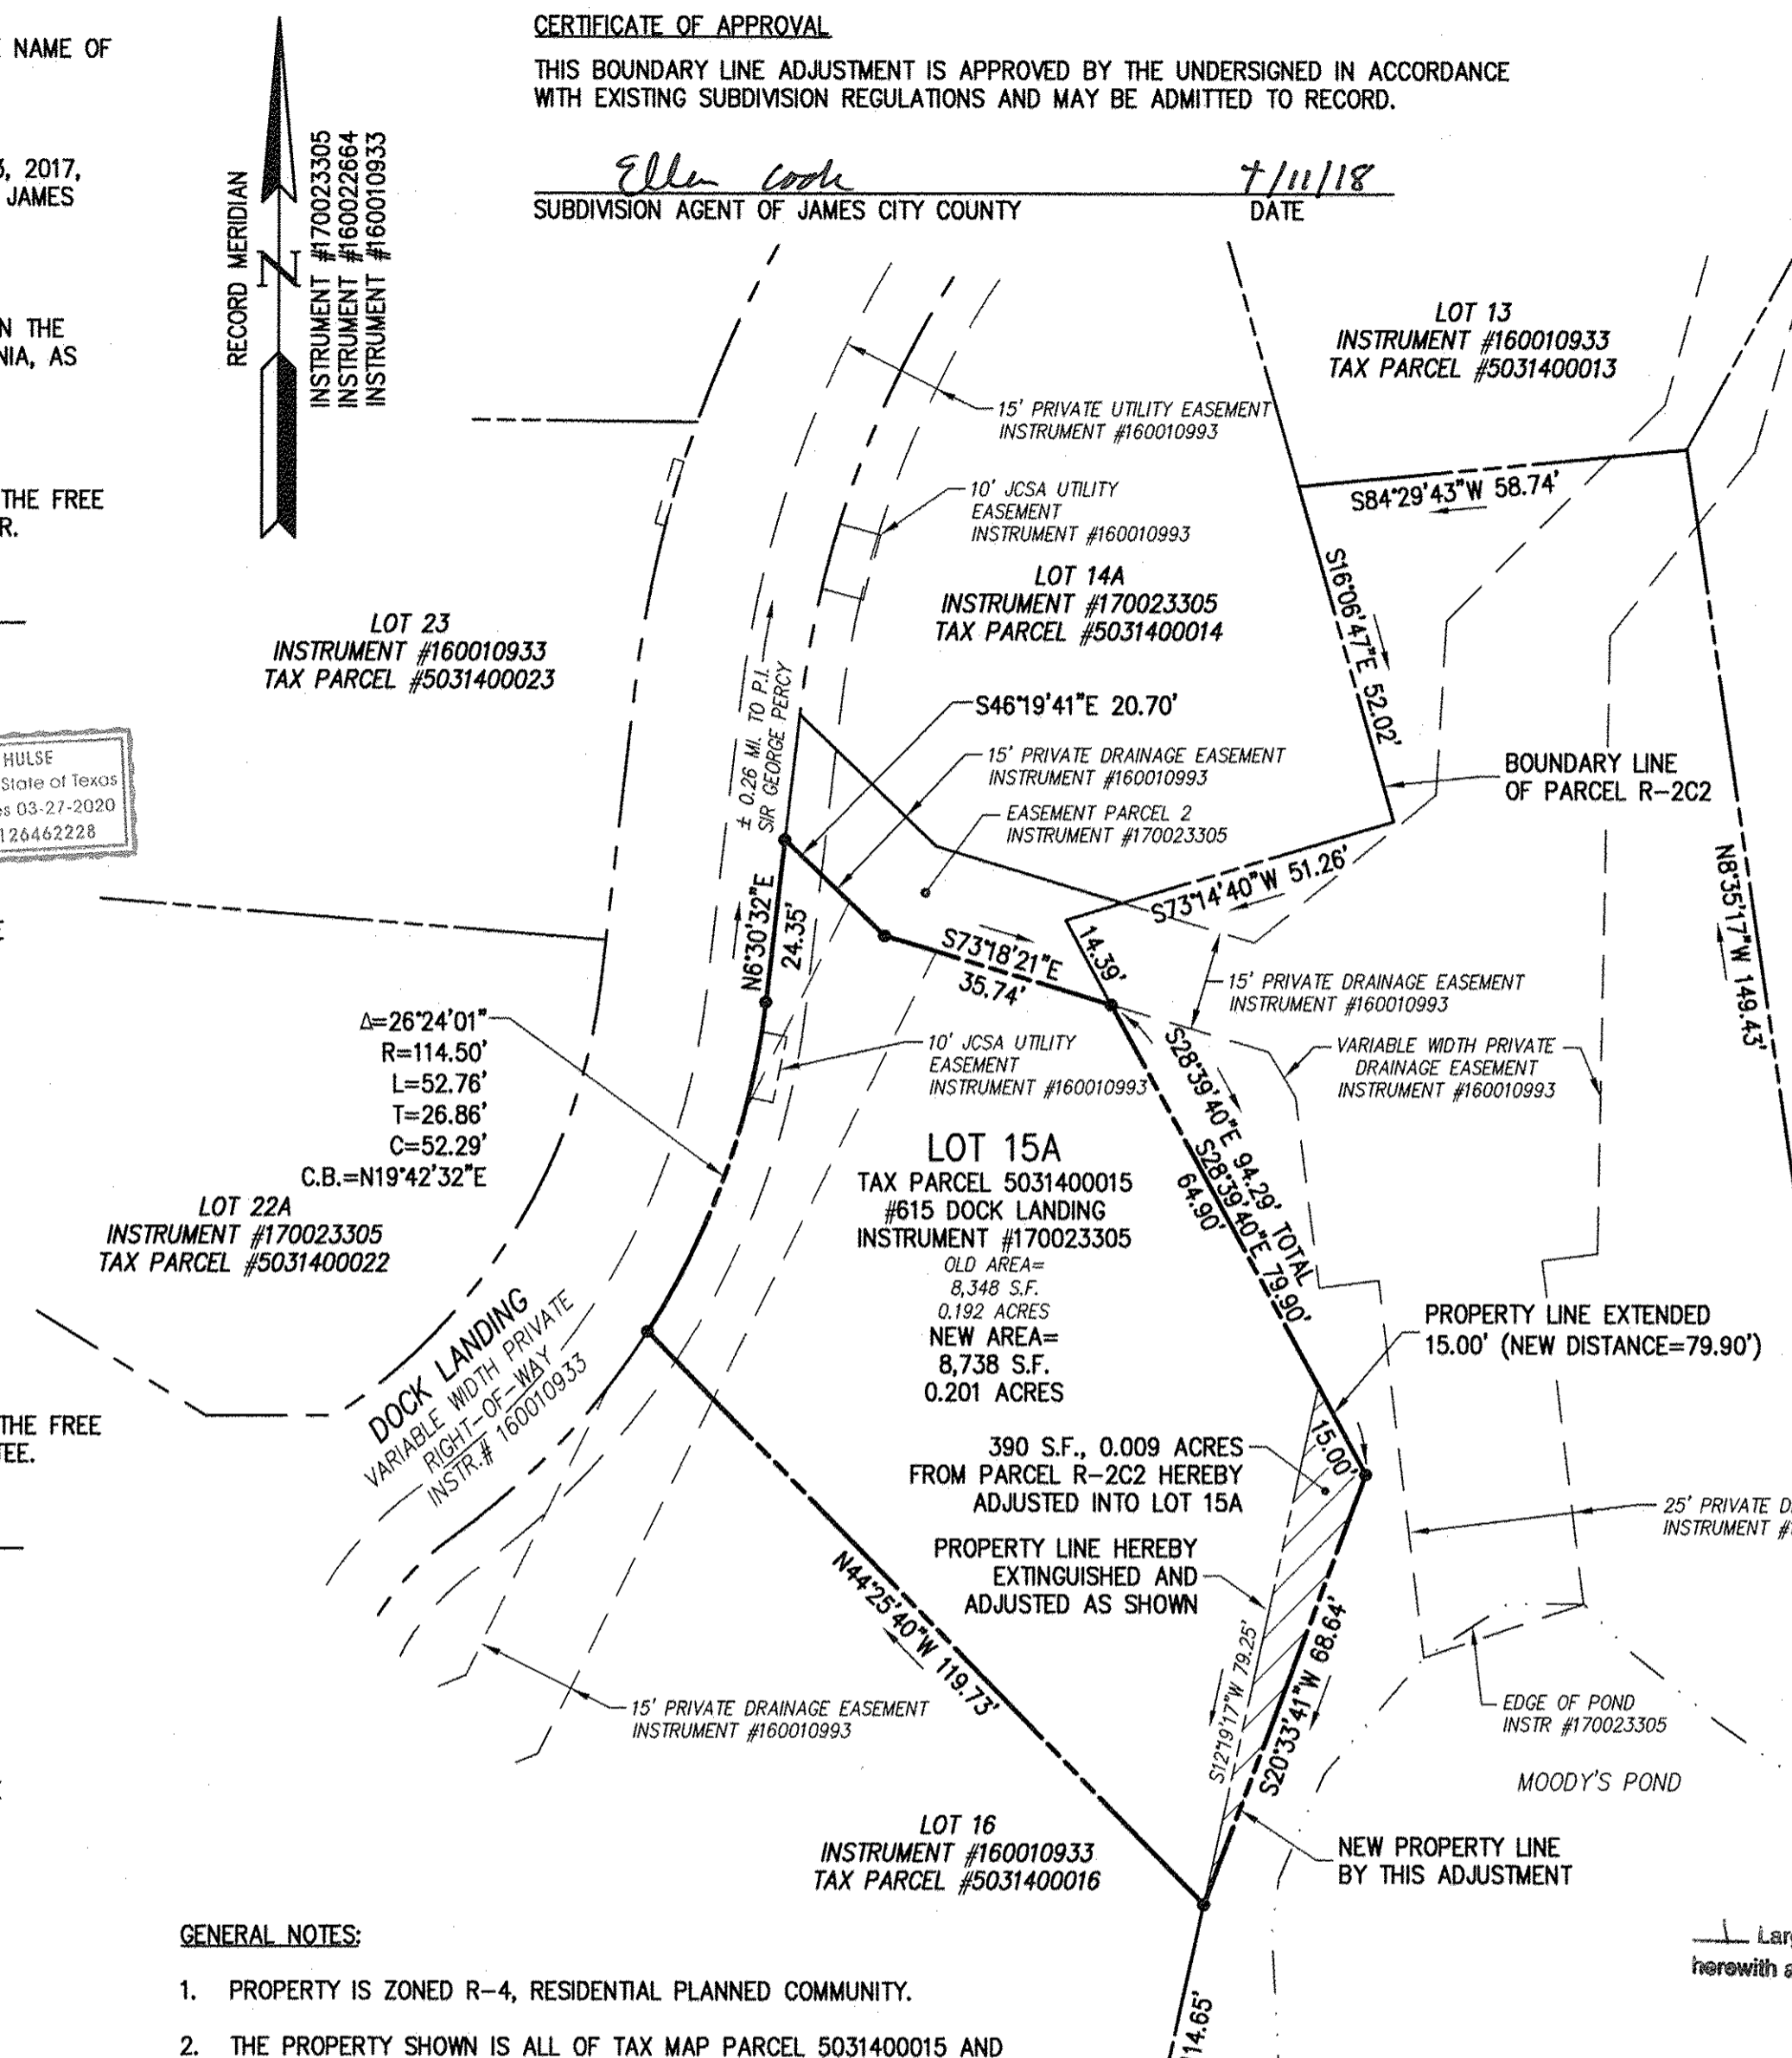 NAME OF
2017,
JAMES
N THE
NIA, AS
THE FREE
R.
HULSE
State of Texas
es 03-27-2020
126462228
THE FREE
TEE.
RECORD MERIDIAN
N
INSTRUMENT #170023305
INSTRUMENT #160022664
INSTRUMENT #160010933
CERTIFICATE OF APPROVAL
THIS BOUNDARY LINE ADJUSTMENT IS APPROVED BY THE UNDERSIGNED IN ACCORDANCE
WITH EXISTING SUBDIVISION REGULATIONS AND MAY BE ADMITTED TO RECORD.
Ellen Cook
/11/18
SUBDIVISION AGENT OF JAMES CITY COUNTY
DATE
LOT 13
INSTRUMENT #160010933
TAX PARCEL #5031400013
15' PRIVATE UTILITY EASEMENT
INSTRUMENT #160010993
S84°29'43"W 58.74'
10' JCSA UTILITY
EASEMENT
INSTRUMENT #160010993
LOT 14A
INSTRUMENT #170023305
TAX PARCEL #5031400014
S16°06'47"E 52.02'
LOT 23
INSTRUMENT #160010933
TAX PARCEL #5031400023
± 0.26 MI. TO P.I.
SIR GEORGE PERCY
S46°19'41"E 20.70'
15' PRIVATE DRAINAGE EASEMENT
INSTRUMENT #160010993
EASEMENT PARCEL 2
INSTRUMENT #170023305
BOUNDARY LINE
OF PARCEL R-2C2
S73°14'40"W 51.26'
N8°35'17"W 149.43'
N6°30'32"E
24.35'
S73°18'21"E
35.74'
14.39'
15' PRIVATE DRAINAGE EASEMENT
INSTRUMENT #160010993
Δ=26°24'01"
R=114.50'
L=52.76'
T=26.86'
C=52.29'
C.B.=N19°42'32"E
10' JCSA UTILITY
EASEMENT
INSTRUMENT #160010993
VARIABLE WIDTH PRIVATE
DRAINAGE EASEMENT
INSTRUMENT #160010993
S28°39'40"E 94.29' TOTAL
S28°39'40"E 79.90'
64.90'
LOT 15A
TAX PARCEL 5031400015
#615 DOCK LANDING
INSTRUMENT #170023305
OLD AREA=
8,348 S.F.
0.192 ACRES
NEW AREA=
8,738 S.F.
0.201 ACRES
LOT 22A
INSTRUMENT #170023305
TAX PARCEL #5031400022
DOCK LANDING
VARIABLE WIDTH PRIVATE
RIGHT-OF-WAY
INSTR.# 160010933
PROPERTY LINE EXTENDED
15.00' (NEW DISTANCE=79.90')
15.00'
390 S.F., 0.009 ACRES
FROM PARCEL R-2C2 HEREBY
ADJUSTED INTO LOT 15A
25' PRIVATE D
INSTRUMENT #
PROPERTY LINE HEREBY
EXTINGUISHED AND
ADJUSTED AS SHOWN
N44°25'40"W 119.73'
S12°19'17"W 79.25'
S20°33'41"W 68.64'
15' PRIVATE DRAINAGE EASEMENT
INSTRUMENT #160010993
EDGE OF POND
INSTR #170023305
MOODY'S POND
LOT 16
INSTRUMENT #160010933
TAX PARCEL #5031400016
NEW PROPERTY LINE
BY THIS ADJUSTMENT
14.65'
herewith
GENERAL NOTES:
1. PROPERTY IS ZONED R-4, RESIDENTIAL PLANNED COMMUNITY.
2. THE PROPERTY SHOWN IS ALL OF TAX MAP PARCEL 5031400015 AND